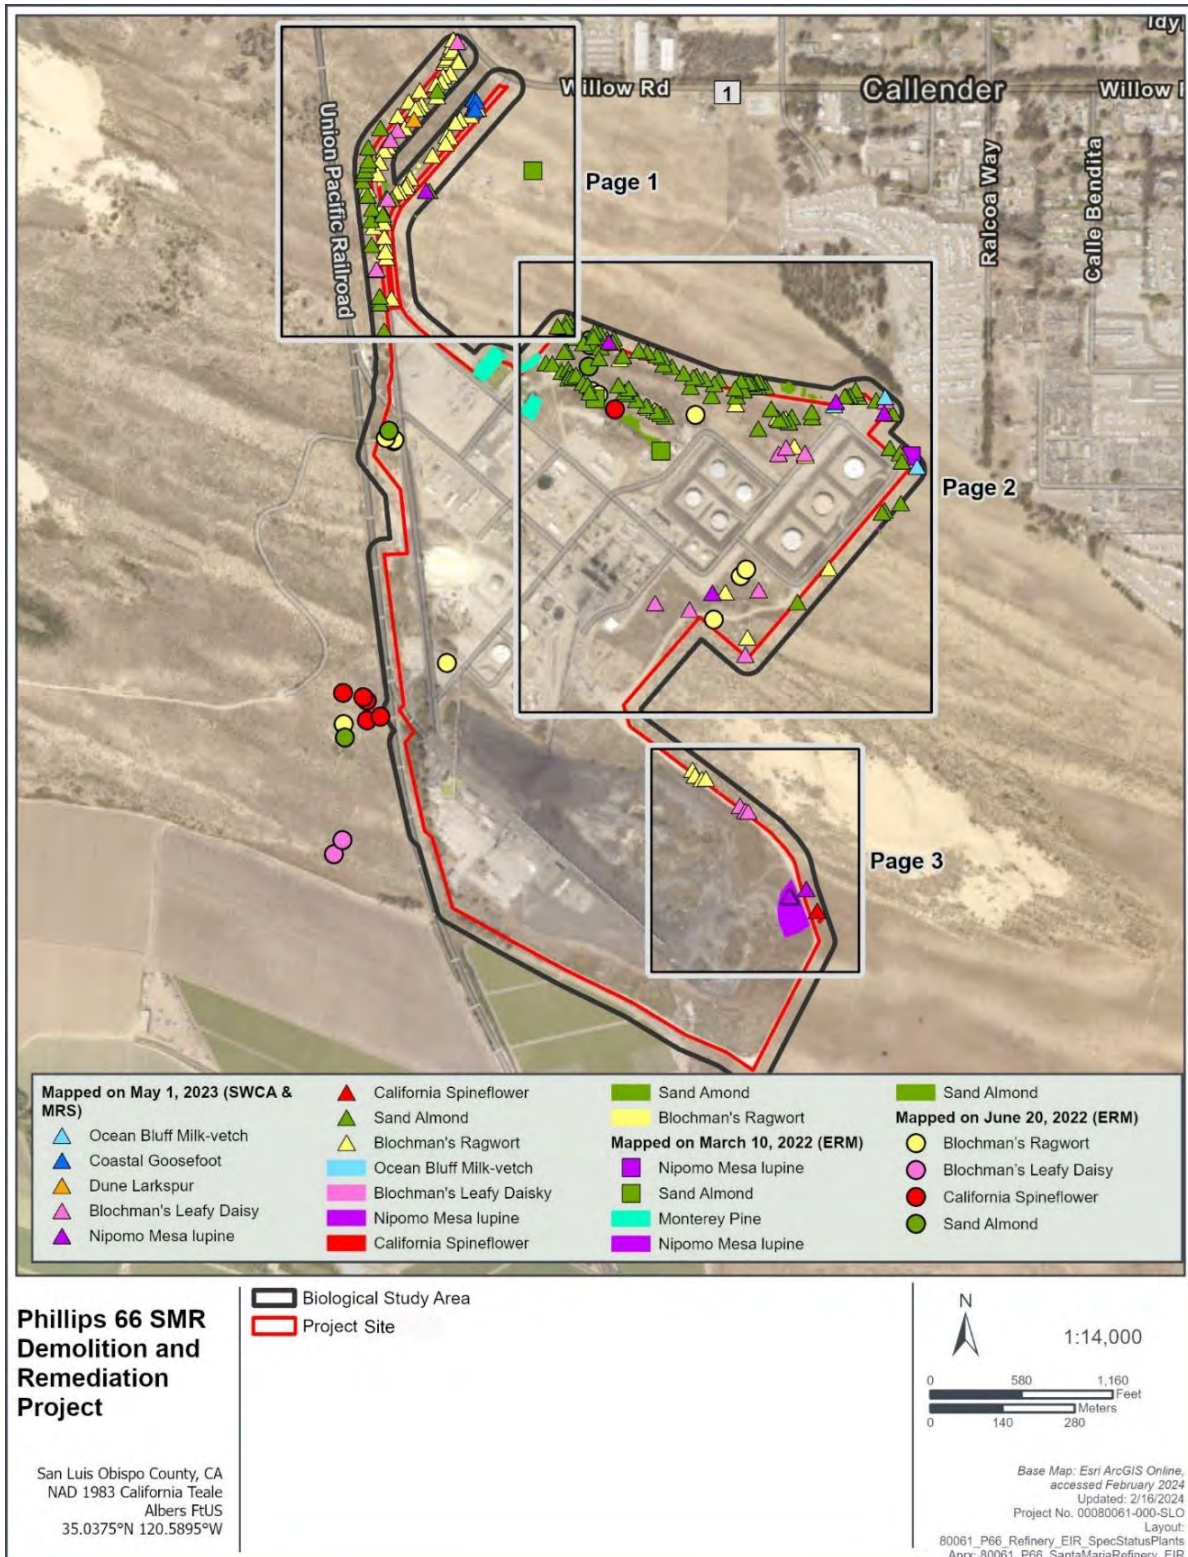 Idy
Willow Rd
1
Callender
Willow
Union Pacific Railroad
Page 1
Ralcoa Way
Calle Bendita
Page 2
Page 3
Mapped on May 1, 2023 (SWCA &
MRS)
Ocean Bluff Milk-vetch
Coastal Goosefoot
Dune Larkspur
Blochman's Leafy Daisy
Nipomo Mesa lupine
California Spineflower
Sand Almond
Blochman's Ragwort
Ocean Bluff Milk-vetch
Blochman's Leafy Daisky
Nipomo Mesa lupine
California Spineflower
Sand Amond
Blochman's Ragwort
Mapped on March 10, 2022 (ERM)
Nipomo Mesa lupine
Sand Almond
Monterey Pine
Nipomo Mesa lupine
Sand Almond
Mapped on June 20, 2022 (ERM)
Blochman's Ragwort
Blochman's Leafy Daisy
California Spineflower
Sand Almond
Phillips 66 SMR
Demolition and
Remediation
Project
San Luis Obispo County, CA
NAD 1983 California Teale
Albers FtUS
35.0375°N 120.5895°W
Biological Study Area
Project Site
N
1:14,000
0 580 1,160
Feet
Meters
0 140 280
Base Map: Esri ArcGIS Online,
accessed February 2024
Updated: 2/16/2024
Project No. 00080061-000-SLO
Layout:
80061_P66_Refinery_EIR_SpecStatusPlants
Aprx: 80061_P66_SantaMariaRefinery_EIR